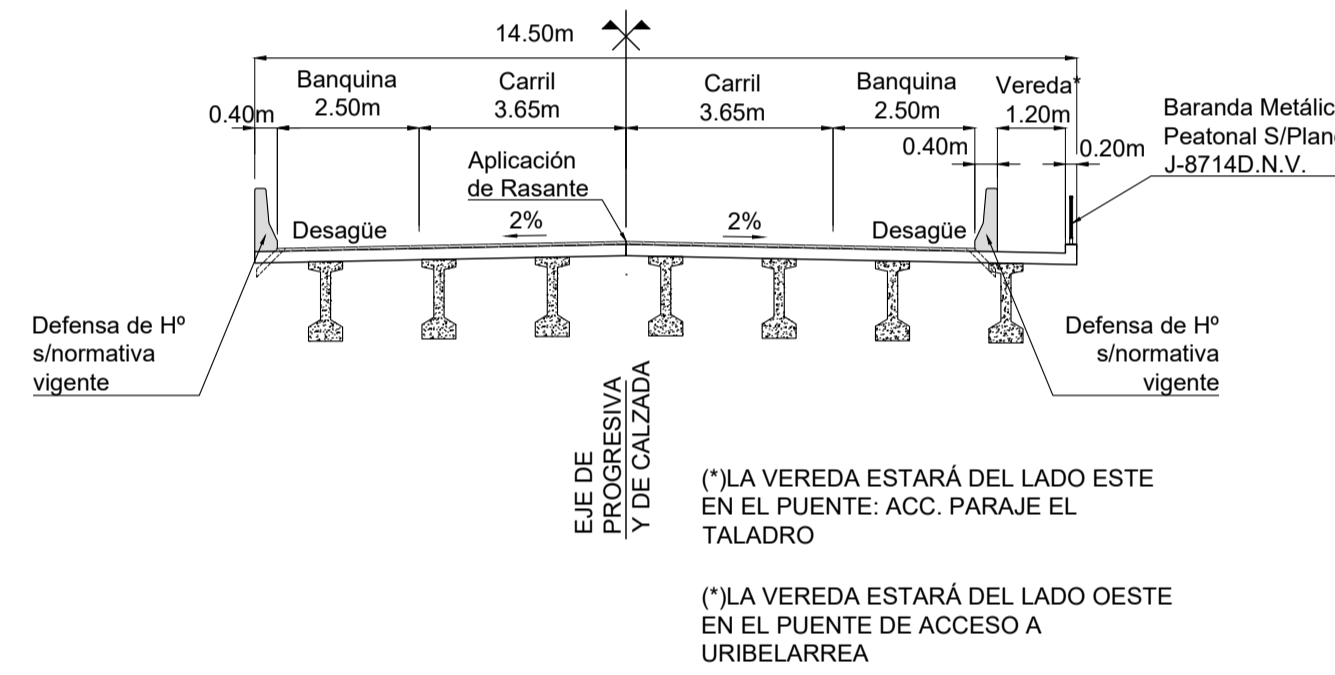 14.50m
Banquina
2.50m
Carril
3.65m
Carril
3.65m
Banquina
2.50m
Vereda*
1.20m
0.40m
0.40m
0.20m
Baranda Metálic
Peatonal S/Plan
J-8714D.N.V.
Aplicación
de Rasante
Desagüe
2%
2%
Desagüe
Defensa de Hº
s/normativa
vigente
Defensa de Hº
s/normativa
vigente
EJE DE
PROGRESIVA
Y DE CALZADA
(*)LA VEREDA ESTARÁ DEL LADO ESTE
EN EL PUENTE: ACC. PARAJE EL
TALADRO
(*)LA VEREDA ESTARÁ DEL LADO OESTE
EN EL PUENTE DE ACCESO A
URIBELARREA